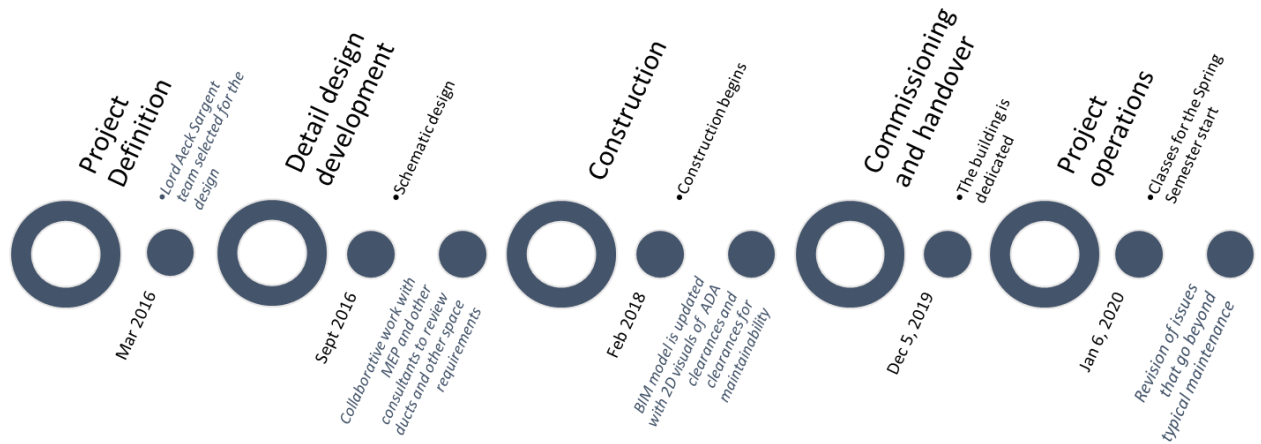 Project
Definition
•Lord Aeck Sargent
team selected for the
design
Mar 2016
Detail design
development
•Schematic design
Sept 2016
Collaborative work with
MEP and other
consultants to review
ducts and other space
requirements
Construction
•Construction begins
Feb 2018
BIM model is updated
with 2D visuals of ADA
clearances and
clearances for
maintainability
Commissioning
and handover
•The building is
dedicated
Dec 5, 2019
Project
operations
•Classes for the Spring
Semester start
Jan 6, 2020
Revision of issues
that go beyond
typical maintenance